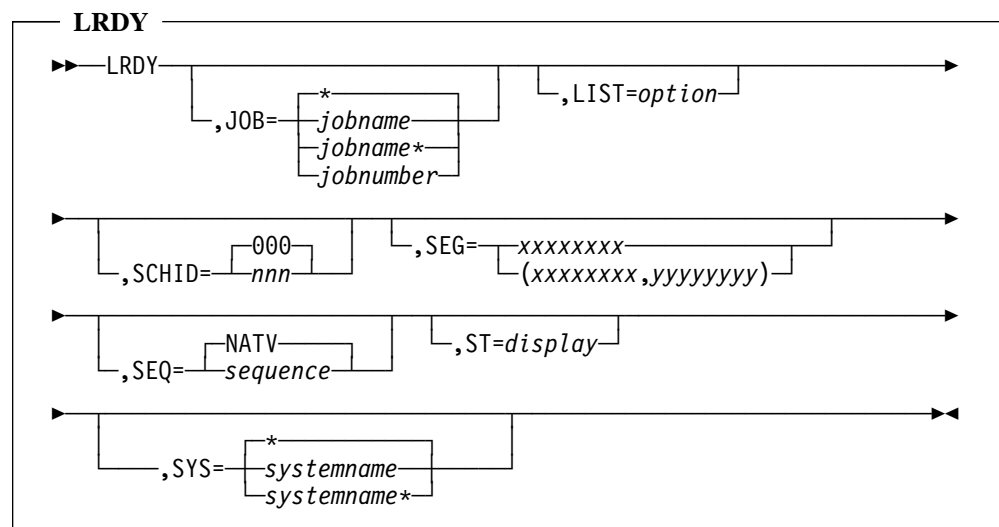 LRDY
LRDY
,JOB=
*
jobname
jobname*
jobnumber
,LIST=option
,SCHID=
000
nnn
,SEG=
xxxxxxxx
(xxxxxxxx,yyyyyyyy)
,SEQ=
NATV
sequence
,ST=display
,SYS=
*
systemname
systemname*